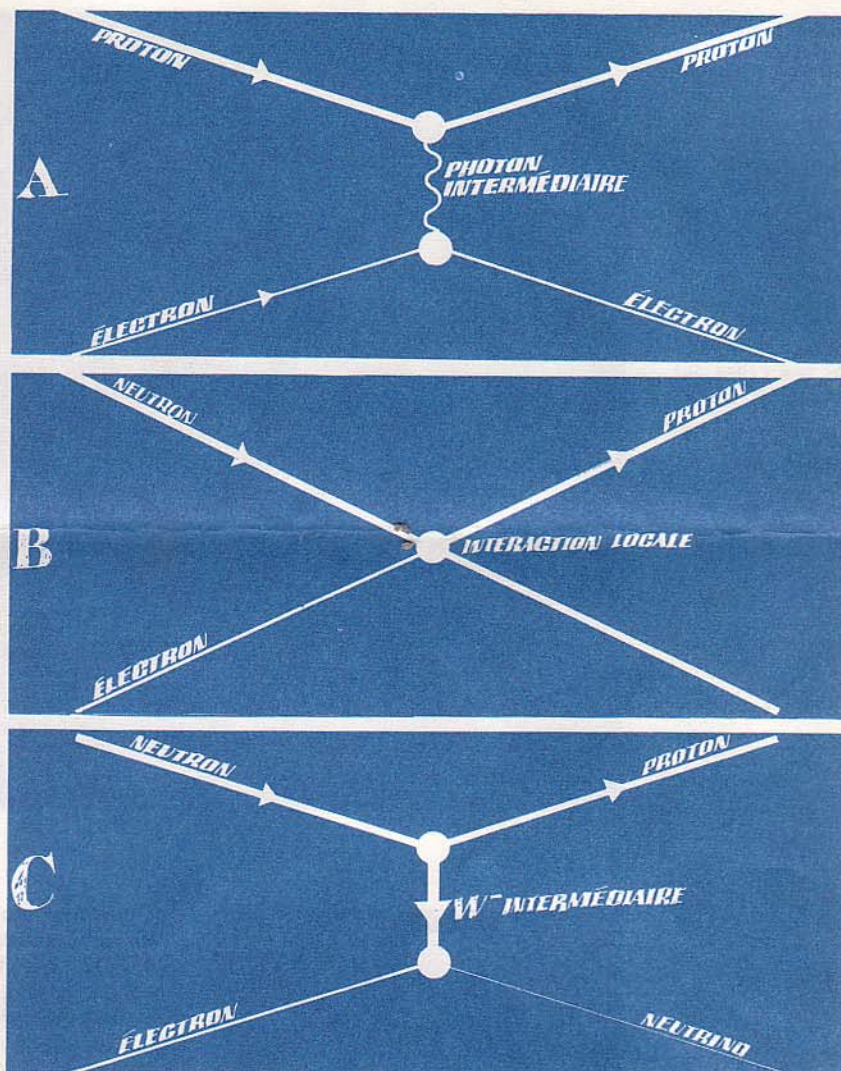 PROTON
PROTON
A
PHOTON
INTERMÉDIAIRE
ÉLECTRON
ÉLECTRON
NEUTRON
PROTON
B
INTERACTION LOCALE
ÉLECTRON
NEUTRON
PROTON
C
W⁻ INTERMÉDIAIRE
ÉLECTRON
NEUTRINO